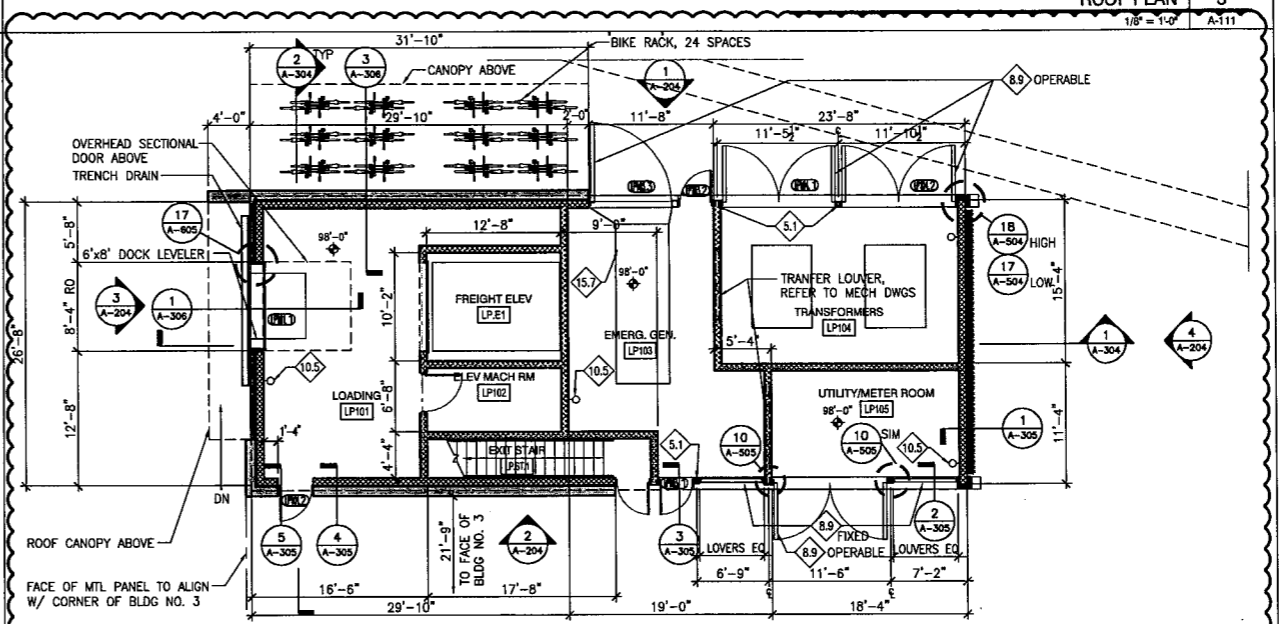 ROOF PLAN
3
1/8" = 1'-0"
A-111
31'-10"
BIKE RACK, 24 SPACES
2
A-304
TYP
3
A-306
CANOPY ABOVE
1
A-204
8.9
OPERABLE
4'-0"
29'-10"
2'-0"
11'-8"
23'-8"
11'-5½"
11'-10½"
OVERHEAD SECTIONAL
DOOR ABOVE
TRENCH DRAIN
17
A-605
6'x8' DOCK LEVELER
5'-8"
98'-0"
12'-8"
9'-0"
98'-0"
5.1
18
A-504
HIGH
17
A-504
LOW
15'-4"
3
A-204
1
A-306
8'-4" RO
26'-8"
10'-2"
FREIGHT ELEV
LP.E1
15.7
EMERG. GEN.
LP103
TRANFER LOUVER,
REFER TO MECH DWGS
TRANSFORMERS
LP104
5'-4"
1
A-304
4
A-204
10.5
10.5
ELEV MACH RM
LP102
6'-8"
LOADING
LP101
UTILITY/METER ROOM
98'-0"
LP105
11'-4"
12'-8"
1'-4"
4'-4"
EXIT STAIR
LP.ST.1
5.1
10
A-505
10
A-505
SIM
10.5
1
A-305
DN
ROOF CANOPY ABOVE
5
A-305
4
A-305
21'-9"
TO FACE OF
BLDG NO. 3
2
A-204
3
A-305
8.9
FIXED
8.9
OPERABLE
2
A-305
LOVERS EQ
LOUVERS EQ
6'-9"
11'-6"
7'-2"
FACE OF MTL PANEL TO ALIGN
W/ CORNER OF BLDG NO. 3
16'-6"
17'-8"
29'-10"
19'-0"
18'-4"